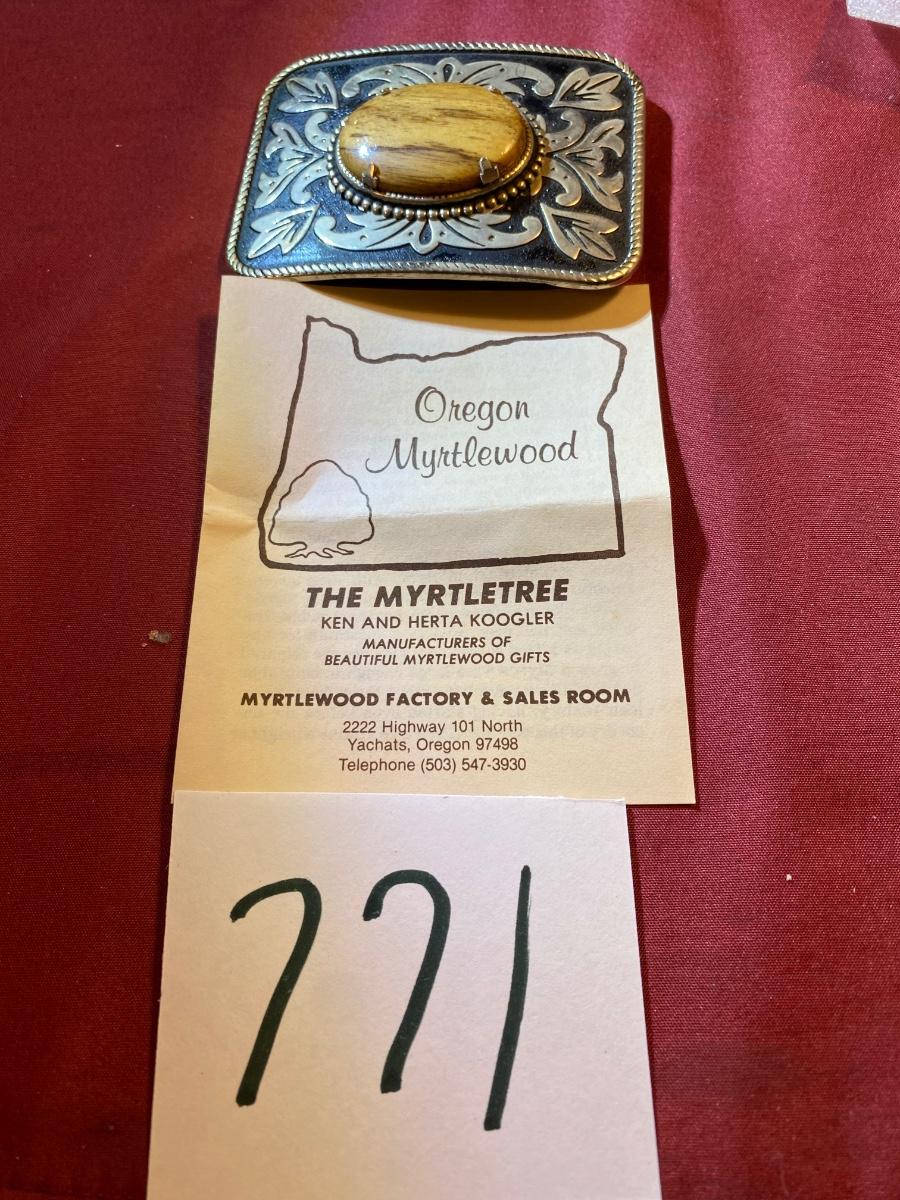 Oregon
Myrtlewood
THE MYRTLETREE
KEN AND HERTA KOOGLER
MANUFACTURERS OF
BEAUTIFUL MYRTLEWOOD GIFTS
MYRTLEWOOD FACTORY & SALES ROOM
2222 Highway 101 North
Yachats, Oregon 97498
Telephone (503) 547-3930
771